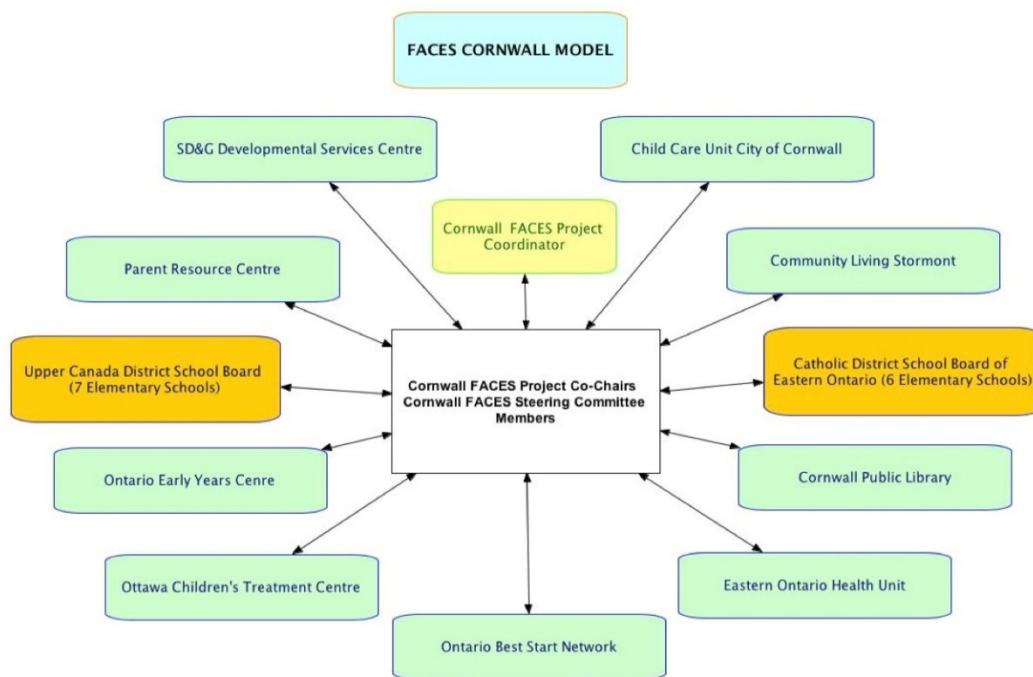 FACES CORNWALL MODEL
SD&G Developmental Services Centre
Child Care Unit City of Cornwall
Cornwall FACES Project
Coordinator
Parent Resource Centre
Community Living Stormont
Upper Canada District School Board
(7 Elementary Schools)
Cornwall FACES Project Co-Chairs
Cornwall FACES Steering Committee
Members
Catholic District School Board of
Eastern Ontario (6 Elementary Schools)
Ontario Early Years Cenre
Cornwall Public Library
Ottawa Children's Treatment Centre
Eastern Ontario Health Unit
Ontario Best Start Network